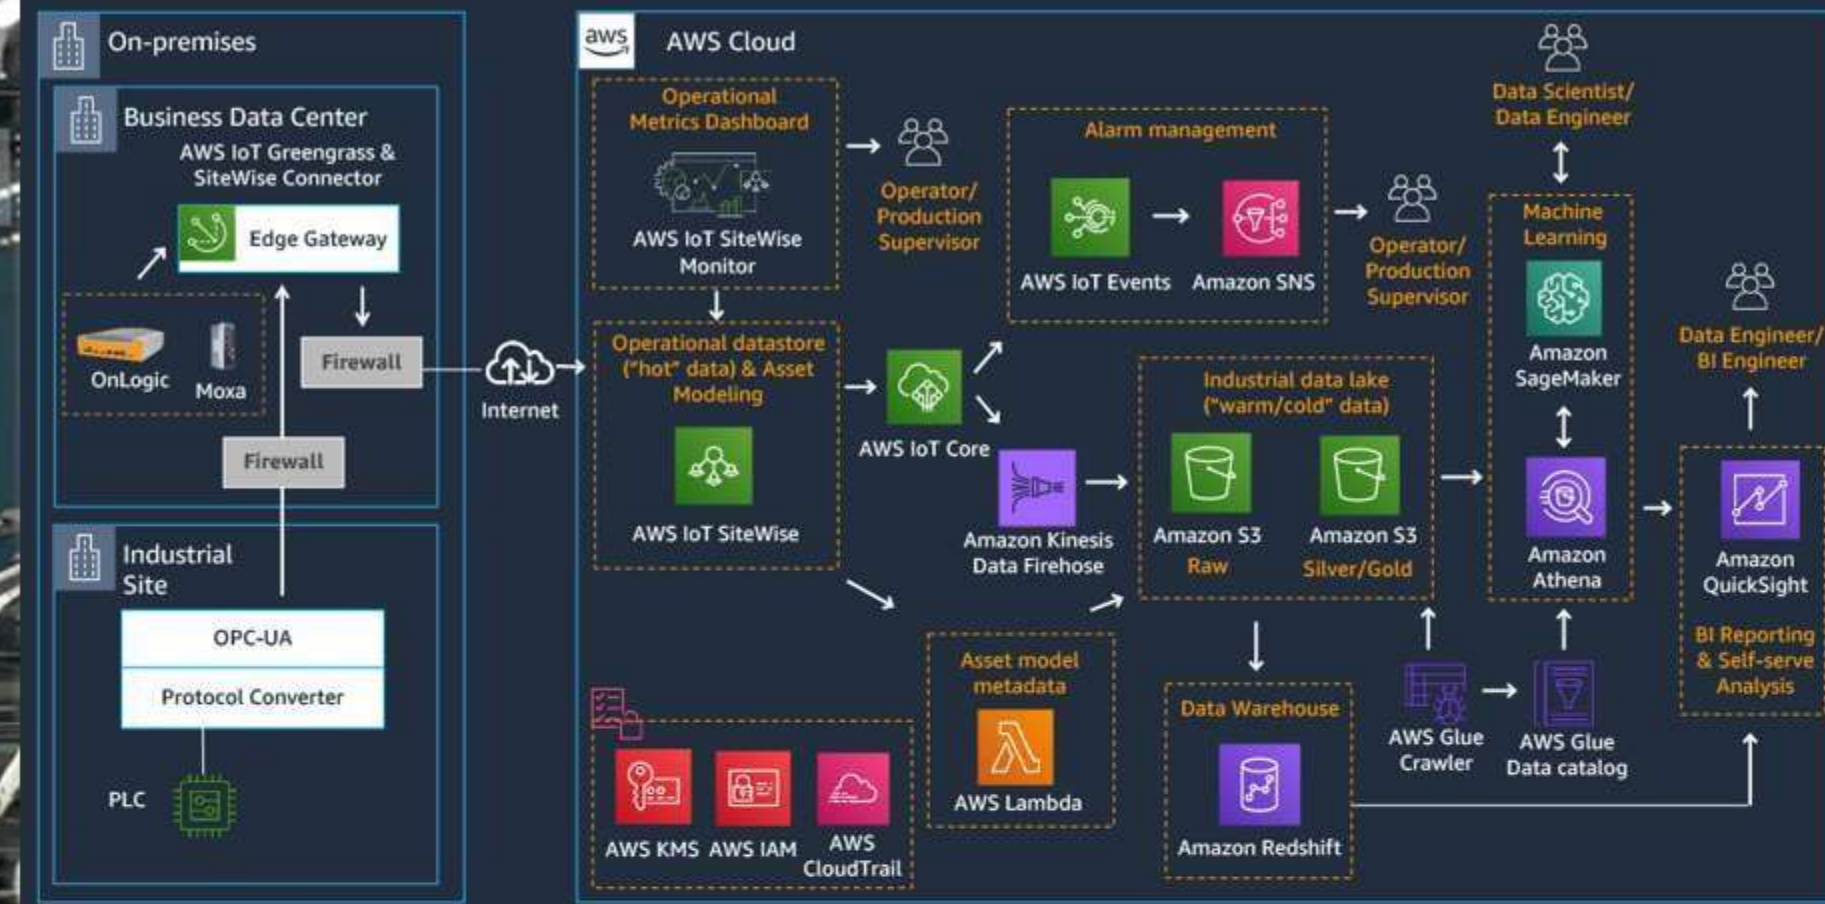 On-premises
Business Data Center
AWS IoT Greengrass &
SiteWise Connector
Edge Gateway
OnLogic
Moxa
Firewall
Firewall
Industrial
Site
OPC-UA
Protocol Converter
PLC
Internet
aws
AWS Cloud
Operational
Metrics Dashboard
AWS IoT SiteWise
Monitor
Operator/
Production
Supervisor
Operational datastore
("hot" data) & Asset
Modeling
AWS IoT SiteWise
AWS IoT Core
Alarm management
AWS IoT Events
Amazon SNS
Operator/
Production
Supervisor
Amazon Kinesis
Data Firehose
Industrial data lake
("warm/cold" data)
Amazon S3
Raw
Amazon S3
Silver/Gold
Data Scientist/
Data Engineer
Machine
Learning
Amazon
SageMaker
Amazon
Athena
Data Engineer/
BI Engineer
Amazon
QuickSight
BI Reporting
& Self-serve
Analysis
Asset model
metadata
AWS Lambda
Data Warehouse
Amazon Redshift
AWS Glue
Crawler
AWS Glue
Data catalog
AWS KMS
AWS IAM
AWS
CloudTrail